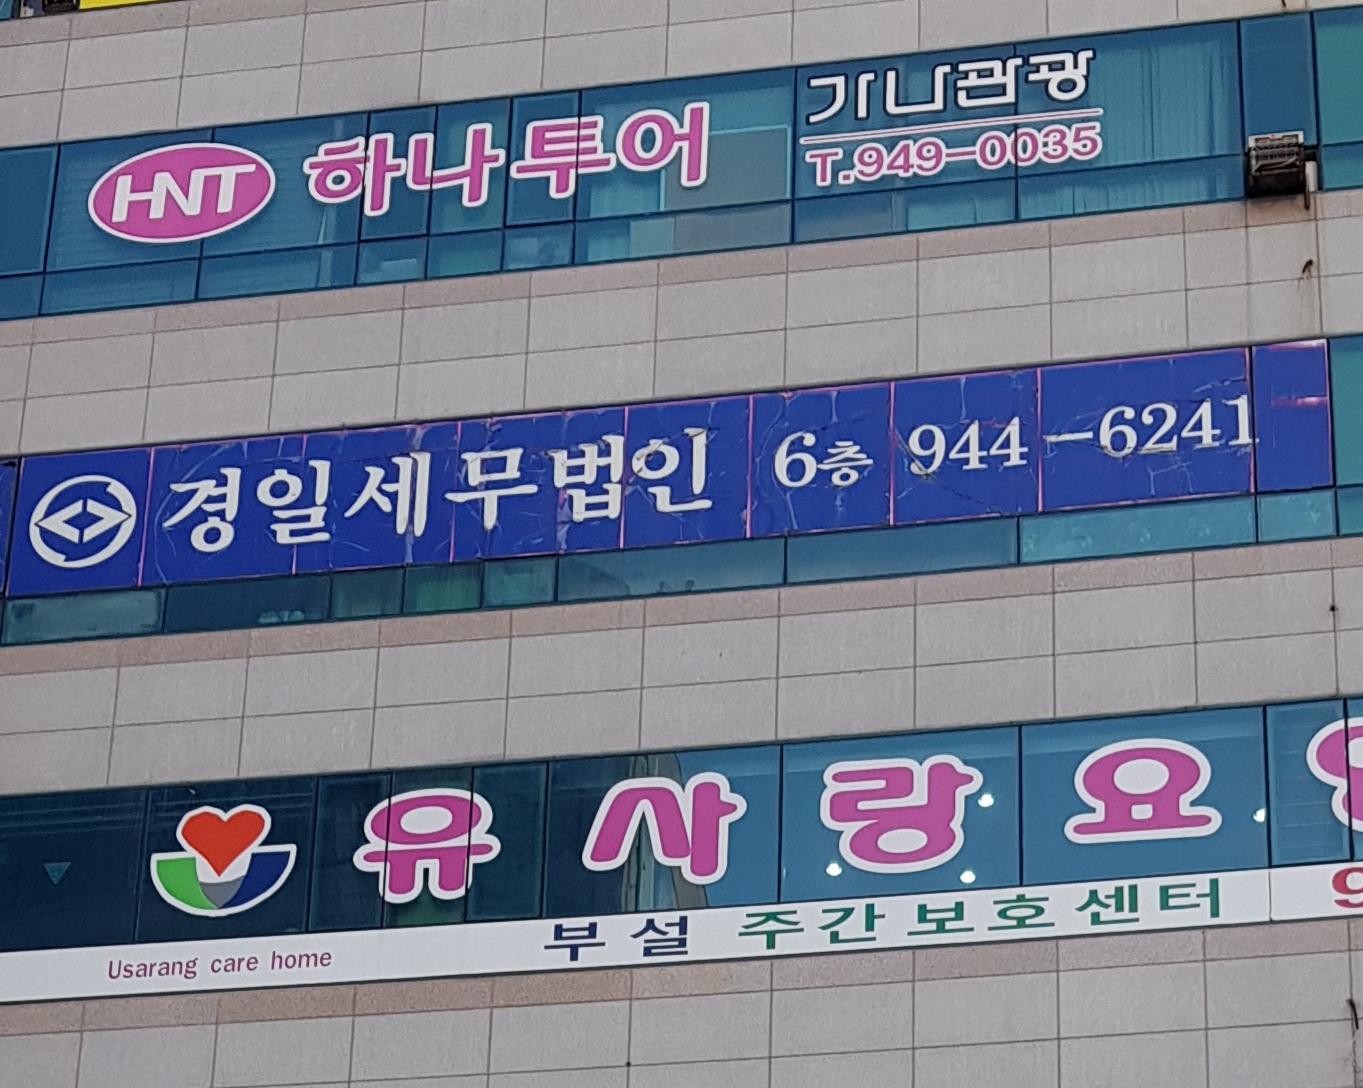 HNT 하나투어
가나관광
T.949-0035
경일세무법인 6층 944-6241
유사랑요
Usarang care home
부설 주간보호센터 9